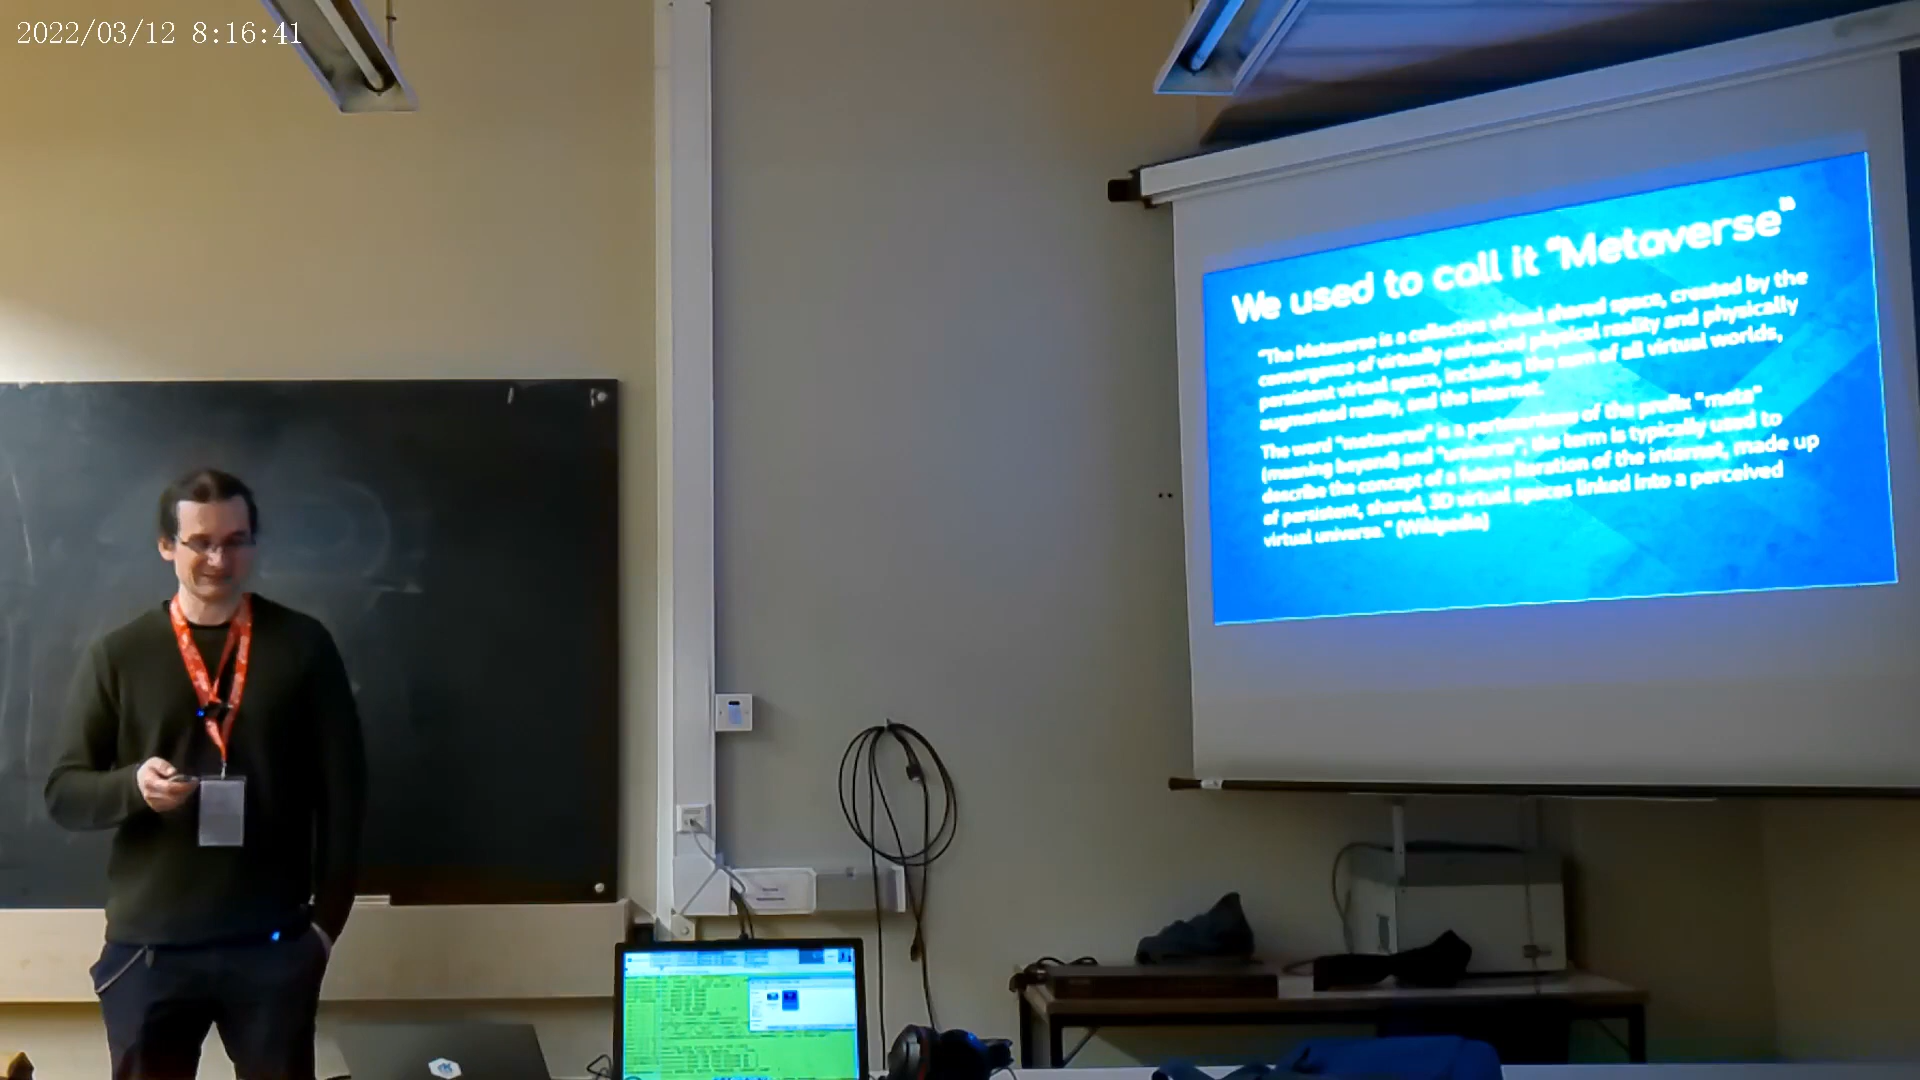 2022/03/12 8:16:41
We used to call it "Metaverse"
"The Metaverse is a collective virtual shared space, created by the
convergence of virtually enhanced physical reality and physically
persistent virtual space, including the sum of all virtual worlds,
augmented reality, and the internet.
The word "metaverse" is a portmanteau of the prefix "meta"
(meaning beyond) and "universe"; the term is typically used to
describe the concept of a future iteration of the internet, made up
of persistent, shared, 3D virtual spaces linked into a perceived
virtual universe." (Wikipedia)